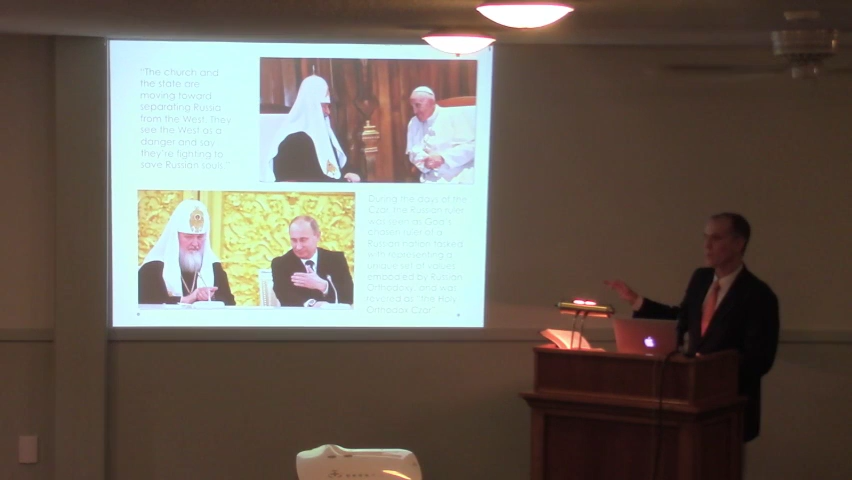 "The church and
the state are
moving toward
separating Russia
from the West. They
see the West as a
danger and say
they're fighting to
save Russian souls."
During the days of the
Czar, the Russian ruler
was seen as God's
chosen ruler of a
Russian nation tasked
with representing a
unique set of values
embodied by Russian
Orthodoxy, and was
revered as "the Holy
Orthodox Czar"